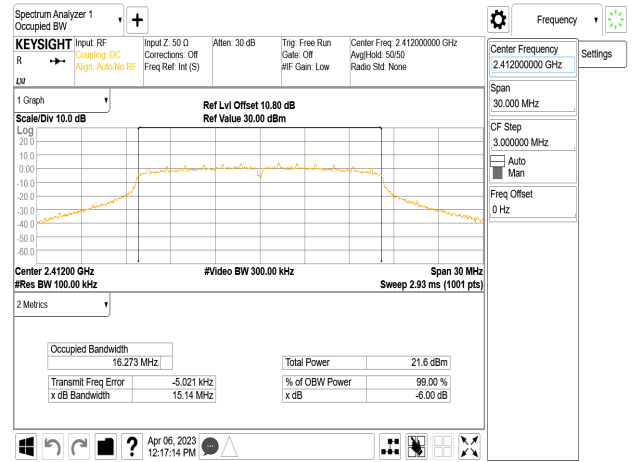 Spectrum Analyzer 1
Occupied BW
Frequency
KEYSIGHT
R
LXI
Input: RF
Coupling: DC
Align: Auto/No RF
Input Z: 50 Ω
Corrections: Off
Freq Ref: Int (S)
Atten: 30 dB
Trig: Free Run
Gate: Off
#IF Gain: Low
Center Freq: 2.412000000 GHz
Avg|Hold: 50/50
Radio Std: None
Center Frequency
2.412000000 GHz
Settings
Span
30.000 MHz
CF Step
3.000000 MHz
Auto
Man
Freq Offset
0 Hz
1 Graph
Scale/Div 10.0 dB
Ref Lvl Offset 10.80 dB
Ref Value 30.00 dBm
Log
20.0
10.0
0.00
-10.0
-20.0
-30.0
-40.0
-50.0
-60.0
Center 2.41200 GHz
#Video BW 300.00 kHz
Span 30 MHz
#Res BW 100.00 kHz
Sweep 2.93 ms (1001 pts)
2 Metrics
Occupied Bandwidth
16.273 MHz
Total Power 21.6 dBm
Transmit Freq Error -5.021 kHz
% of OBW Power 99.00 %
x dB Bandwidth 15.14 MHz
x dB -6.00 dB
?
Apr 06, 2023
12:17:14 PM